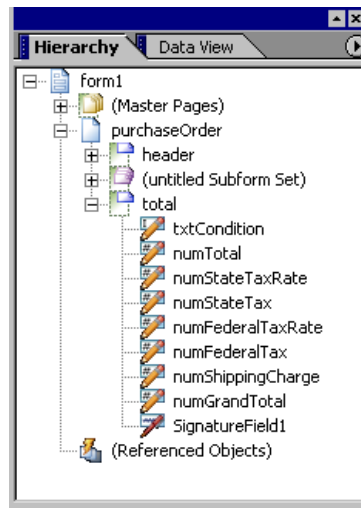 Hierarchy Data View
form1
(Master Pages)
purchaseOrder
header
(untitled Subform Set)
total
txtCondition
numTotal
numStateTaxRate
numStateTax
numFederalTaxRate
numFederalTax
numShippingCharge
numGrandTotal
SignatureField1
(Referenced Objects)